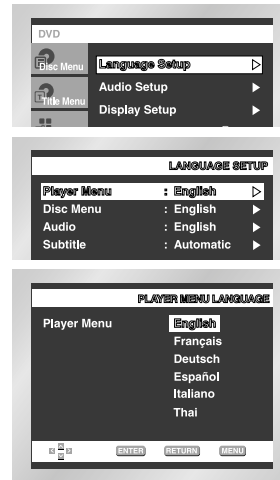 DVD
Disc Menu
Language Setup
Audio Setup
Title Menu
Display Setup
LANGUAGE SETUP
Player Menu : English
Disc Menu : English
Audio : English
Subtitle : Automatic
PLAYER MENU LANGUAGE
Player Menu English
Français
Deutsch
Español
Italiano
Thai
ENTER RETURN MENU